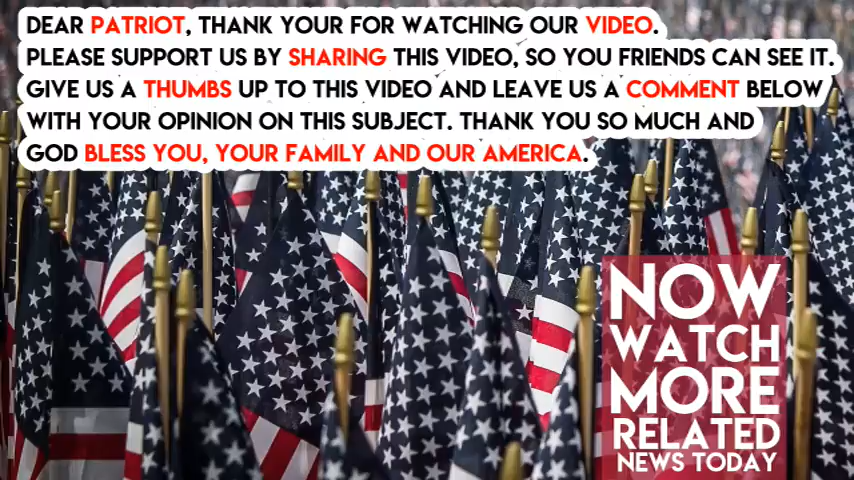 DEAR PATRIOT, THANK YOUR FOR WATCHING OUR VIDEO.
PLEASE SUPPORT US BY SHARING THIS VIDEO, SO YOU FRIENDS CAN SEE IT.
GIVE US A THUMBS UP TO THIS VIDEO AND LEAVE US A COMMENT BELOW
WITH YOUR OPINION ON THIS SUBJECT. THANK YOU SO MUCH AND
GOD BLESS YOU, YOUR FAMILY AND OUR AMERICA.
NOW
WATCH
MORE
RELATED
NEWS TODAY